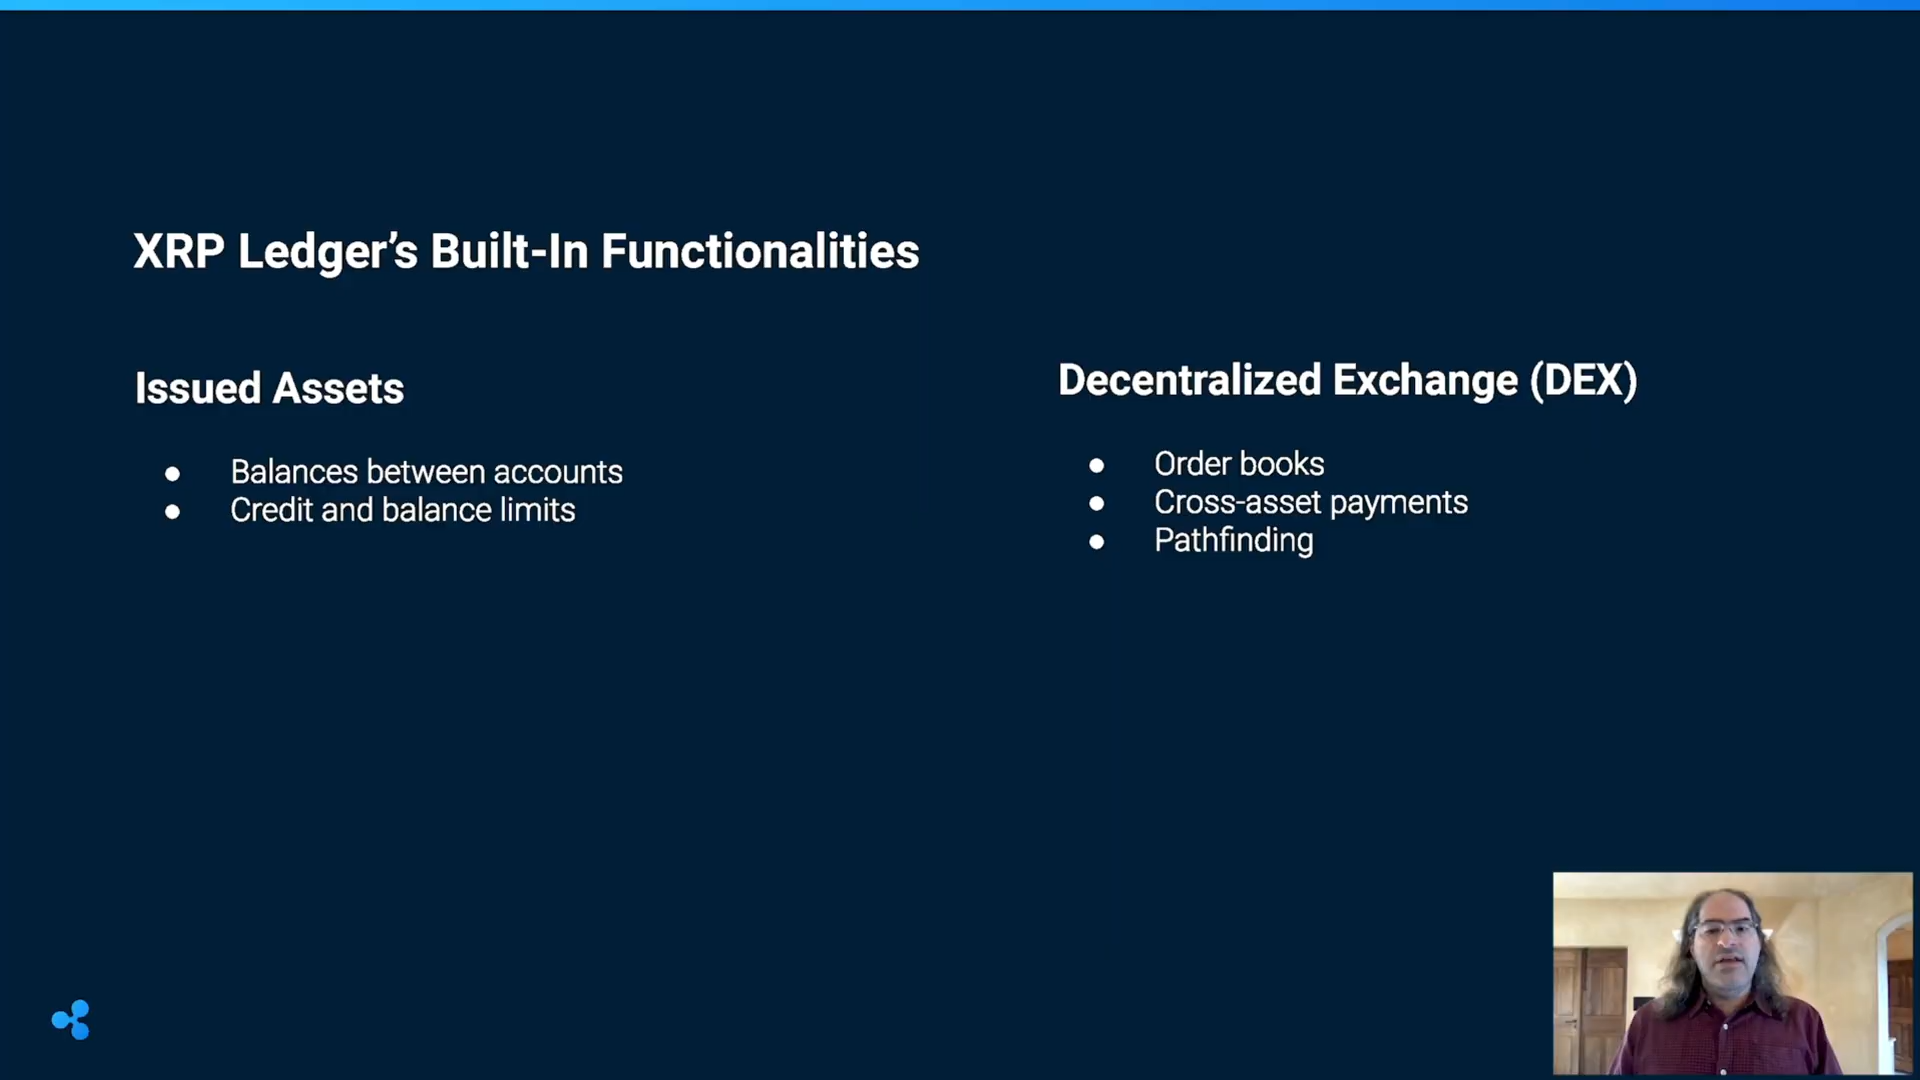 XRP Ledger’s Built-In Functionalities
Issued Assets
● Balances between accounts
● Credit and balance limits
Decentralized Exchange (DEX)
● Order books
● Cross-asset payments
● Pathfinding